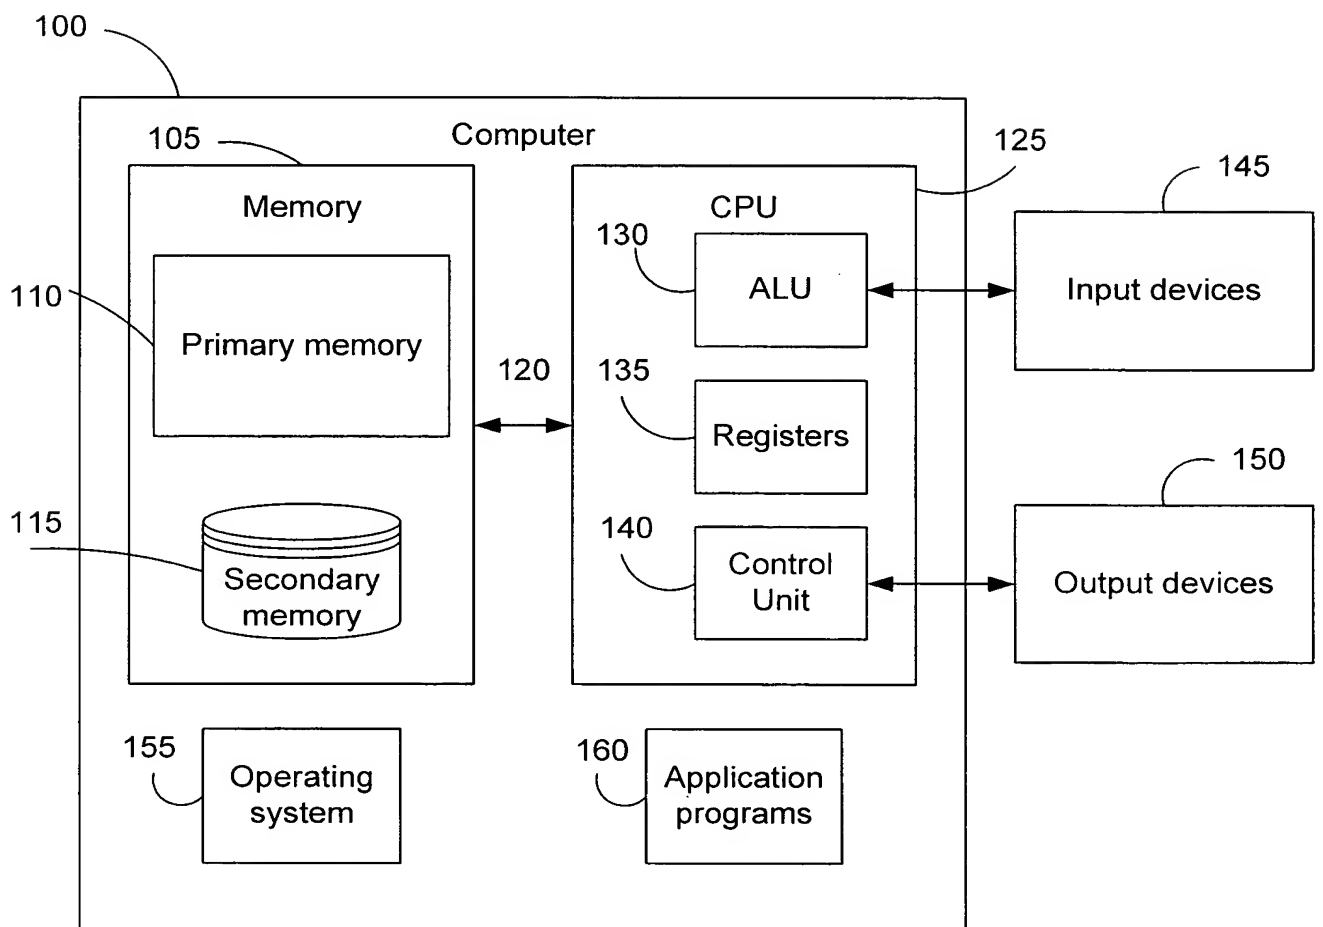 100
Computer
105
125
145
Memory
CPU
130
ALU
Input devices
110
Primary memory
120
135
Registers
150
115
140
Secondary
memory
Control
Unit
Output devices
155
Operating
system
160
Application
programs